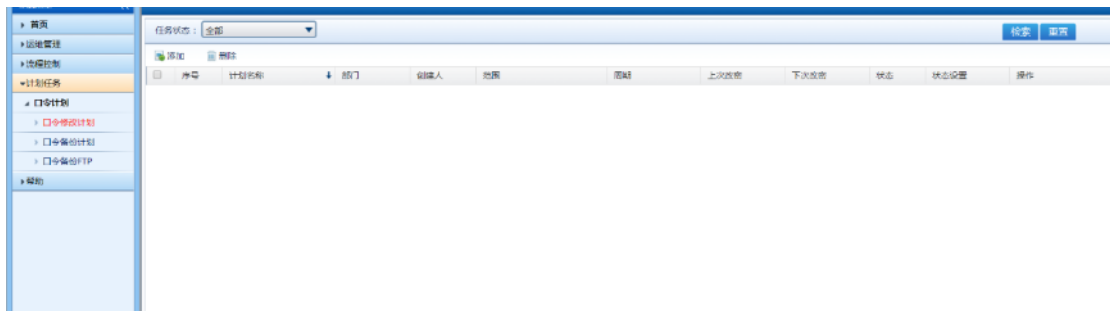 首页
运维管理
流程控制
计划任务
口令计划
口令修改计划
口令备份计划
口令备份FTP
帮助
任务状态： 全部 检索 重置
添加 删除
序号 计划名称 部门 创建人 范围 周期 上次改密 下次改密 状态 状态设置 操作